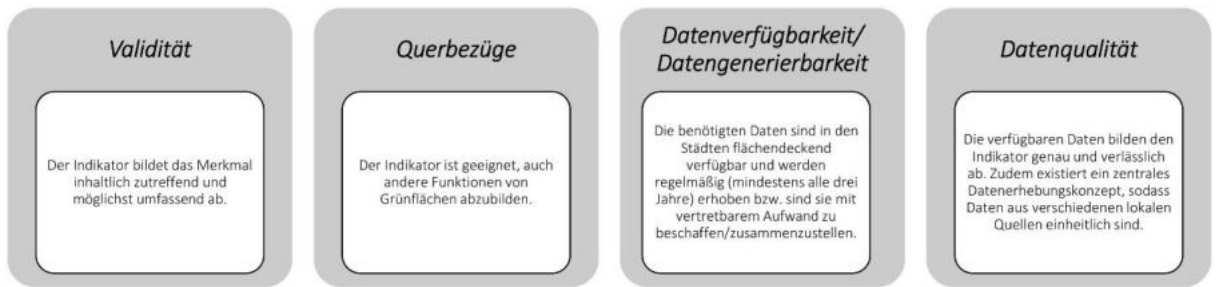 Validität
Der Indikator bildet das Merkmal
inhaltlich zutreffend und
möglichst umfassend ab.
Querbezüge
Der Indikator ist geeignet, auch
andere Funktionen von
Grünflächen abzubilden.
Datenverfügbarkeit/
Datengenerierbarkeit
Die benötigten Daten sind in den
Städten flächendeckend
verfügbar und werden
regelmäßig (mindestens alle drei
Jahre) erhoben bzw. sind sie mit
vertretbarem Aufwand zu
beschaffen/zusammenzustellen.
Datenqualität
Die verfügbaren Daten bilden den
Indikator genau und verlässlich
ab. Zudem existiert ein zentrales
Datenerhebungskonzept, sodass
Daten aus verschiedenen lokalen
Quellen einheitlich sind.